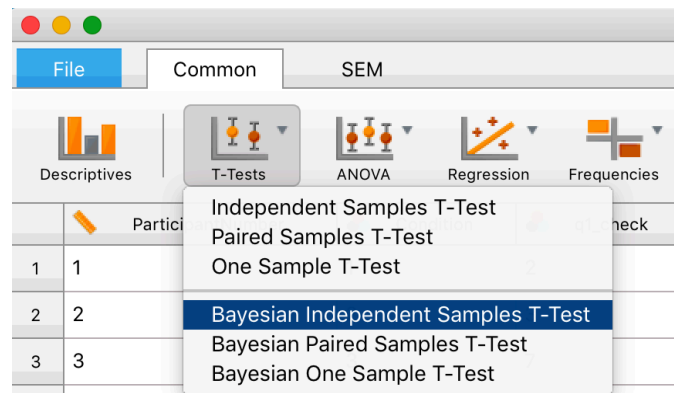 File Common SEM
Descriptives T-Tests ANOVA Regression Frequencies
Independent Samples T-Test
Paired Samples T-Test
One Sample T-Test
Bayesian Independent Samples T-Test
Bayesian Paired Samples T-Test
Bayesian One Sample T-Test
1 1
2 2
3 3